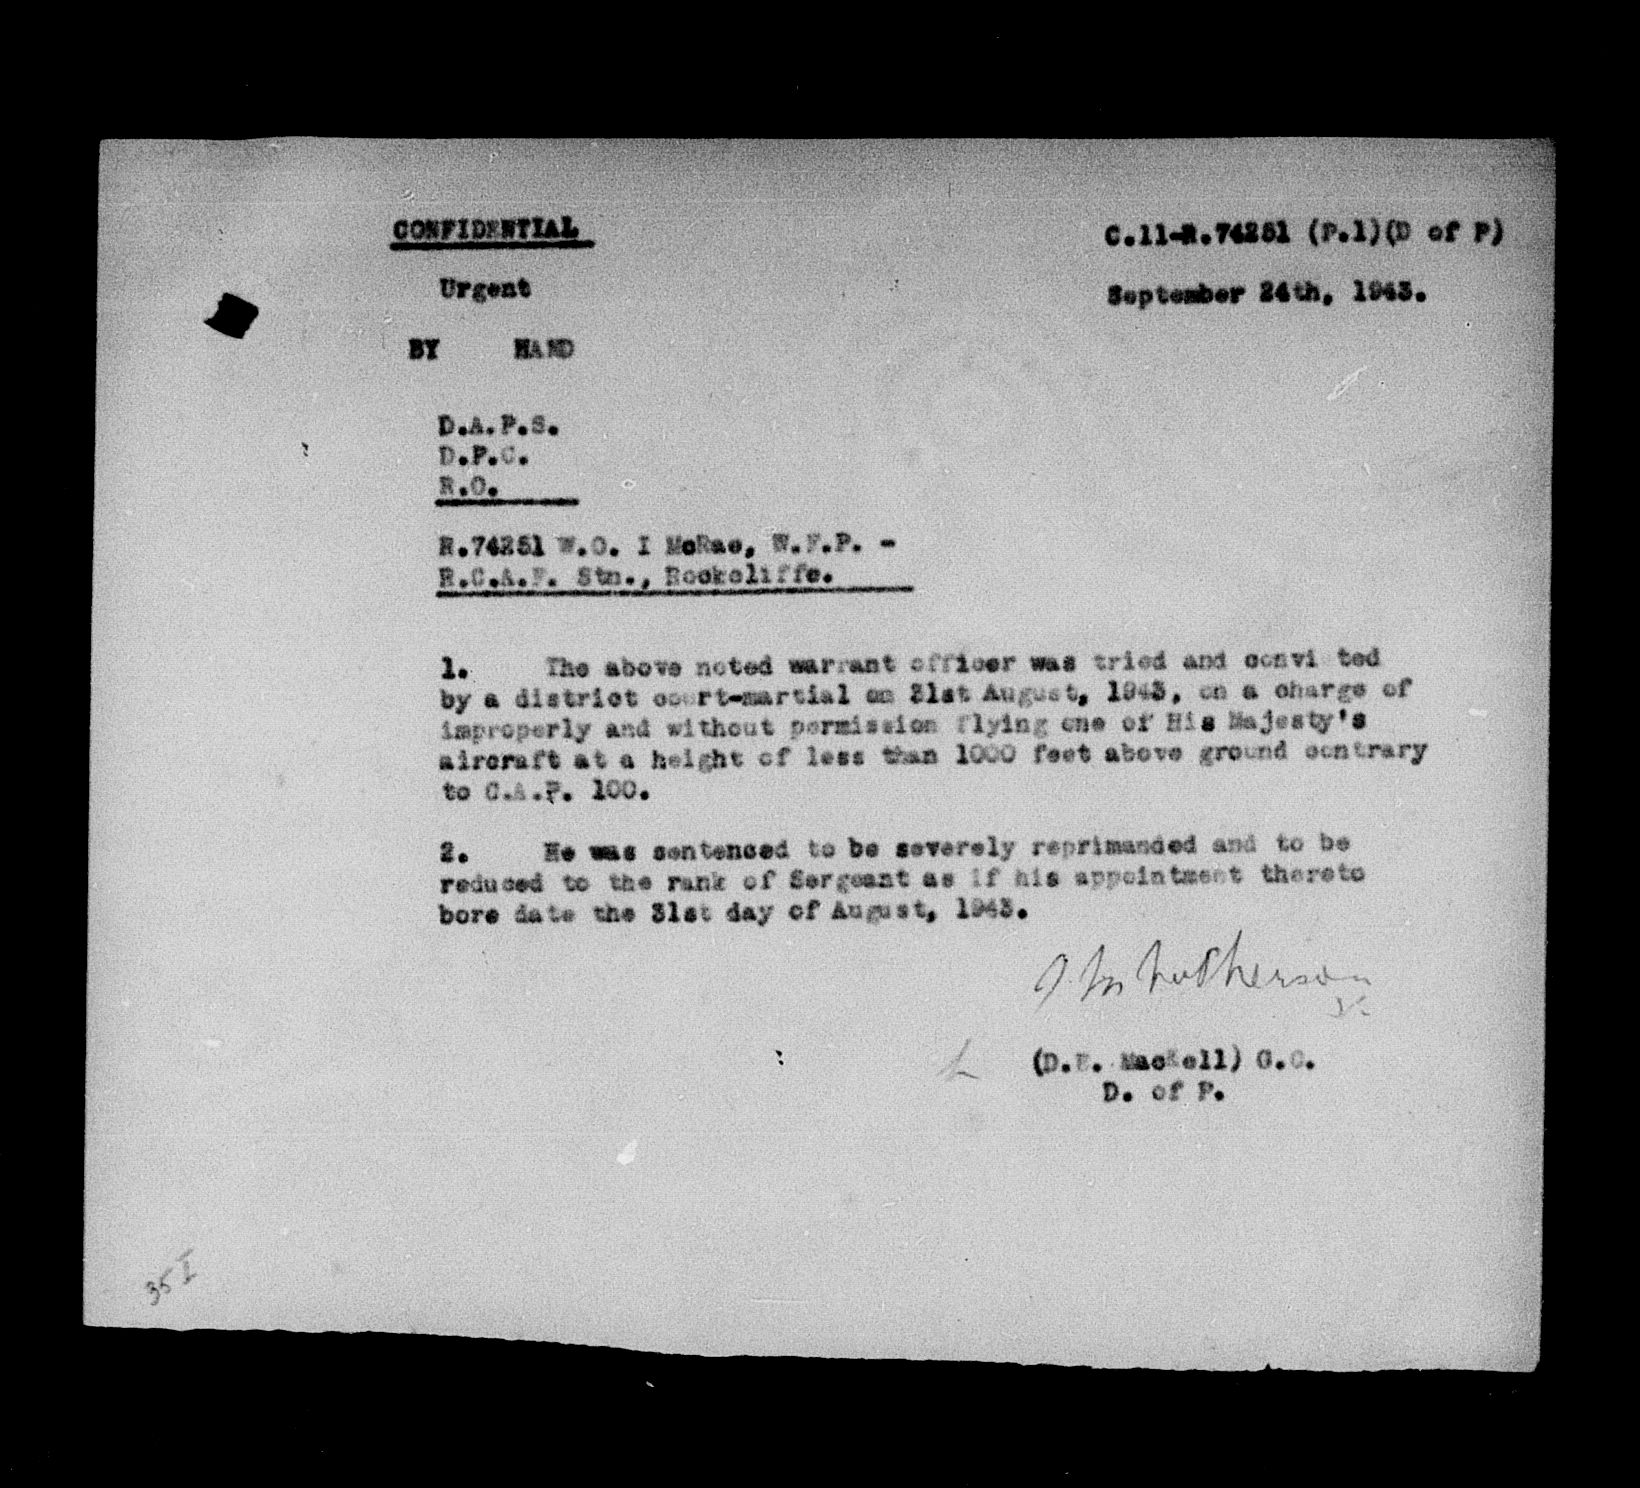 CONFIDENTIAL
C.11-R.74251 (P.1)(D of P)
Urgent
September 24th, 1943.
BY HAND
D.A.P.S.
D.P.C.
R.O.
R.74251 W.O. I McRae, W.F.P. -
R.C.A.F. Stn., Rockcliffe.
1. The above noted warrant officer was tried and convi ted
by a district court-martial on 31st August, 1943, on a charge of
improperly and without permission flying one of His Majesty's
aircraft at a height of less than 1000 feet above ground contrary
to C.A.P. 100.
2. He was sentenced to be severely reprimanded and to be
reduced to the rank of Sergeant as if his appointment thereto
bore date the 31st day of August, 1943.
(D.E. MacKell) G.C.
D. of P.
35 I